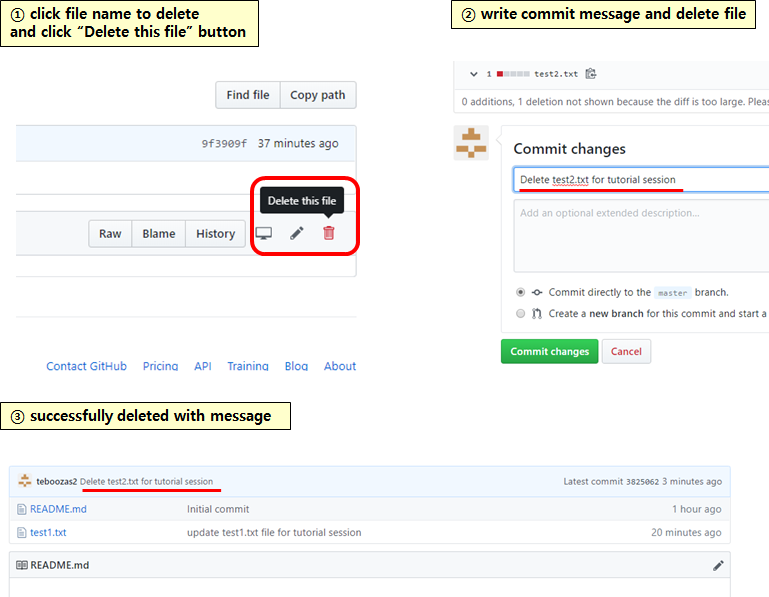 ① click file name to delete
and click “Delete this file” button
② write commit message and delete file
Find file Copy path
9f3909f 37 minutes ago
Delete this file
Raw Blame History
Contact GitHub Pricing API Training Blog About
1 test2.txt
0 additions, 1 deletion not shown because the diff is too large. Pleas
Commit changes
Delete test2.txt for tutorial session
Add an optional extended description...
Commit directly to the master branch.
Create a new branch for this commit and start a
Commit changes Cancel
③ successfully deleted with message
teboozas2 Delete test2.txt for tutorial session Latest commit 3825062 3 minutes ago
README.md Initial commit 1 hour ago
test1.txt update test1.txt file for tutorial session 20 minutes ago
README.md